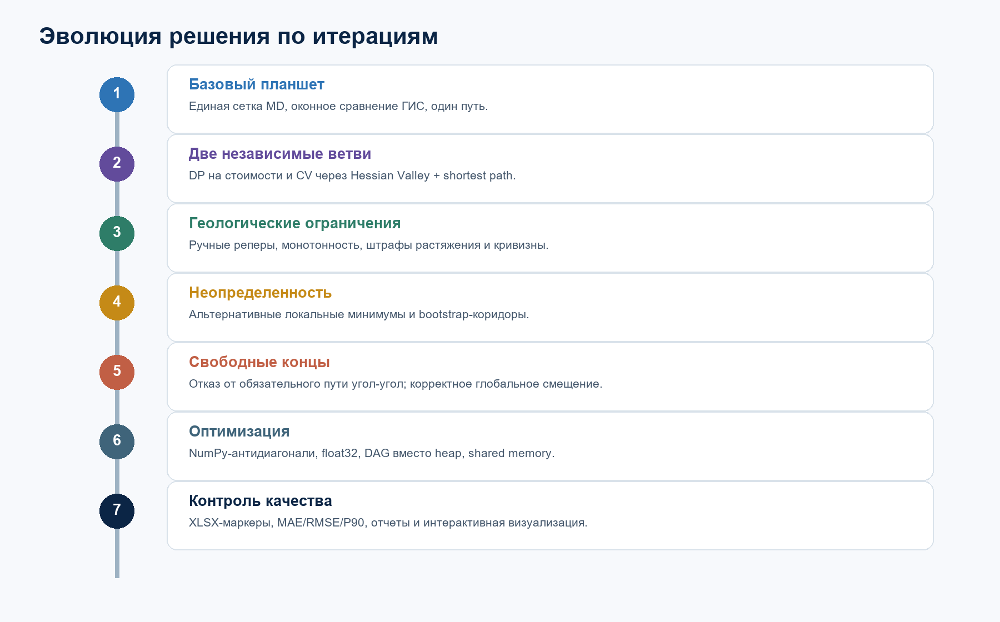 Эволюция решения по итерациям
1
Базовый планшет
Единая сетка MD, оконное сравнение ГИС, один путь.
2
Две независимые ветви
DP на стоимости и CV через Hessian Valley + shortest path.
3
Геологические ограничения
Ручные реперы, монотонность, штрафы растяжения и кривизны.
4
Неопределенность
Альтернативные локальные минимумы и bootstrap-коридоры.
5
Свободные концы
Отказ от обязательного пути угол-угол; корректное глобальное смещение.
6
Оптимизация
NumPy-антидиагонали, float32, DAG вместо heap, shared memory.
7
Контроль качества
XLSX-маркеры, MAE/RMSE/P90, отчеты и интерактивная визуализация.